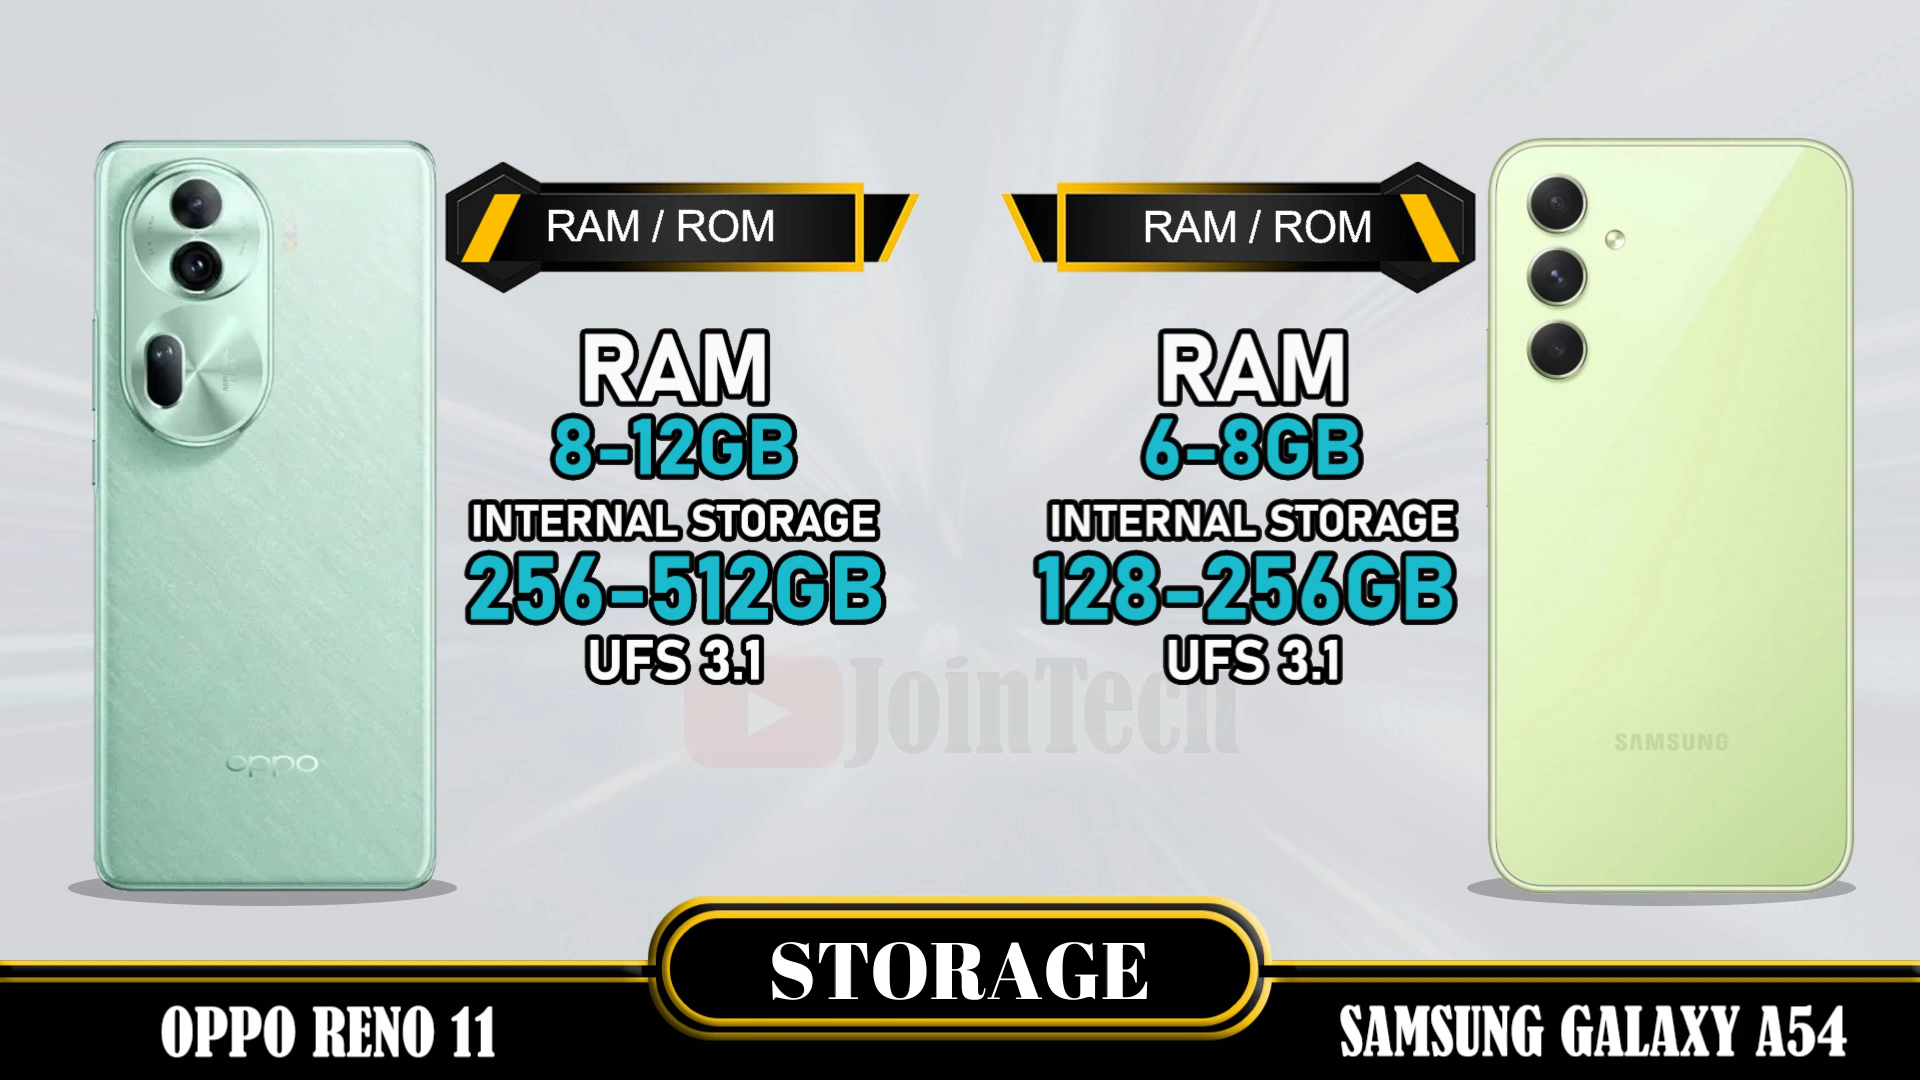 RAM / ROM
RAM
8-12GB
INTERNAL STORAGE
256-512GB
UFS 3.1
RAM / ROM
RAM
6-8GB
INTERNAL STORAGE
128-256GB
UFS 3.1
JoinTech
oppo
SAMSUNG
STORAGE
OPPO RENO 11
SAMSUNG GALAXY A54